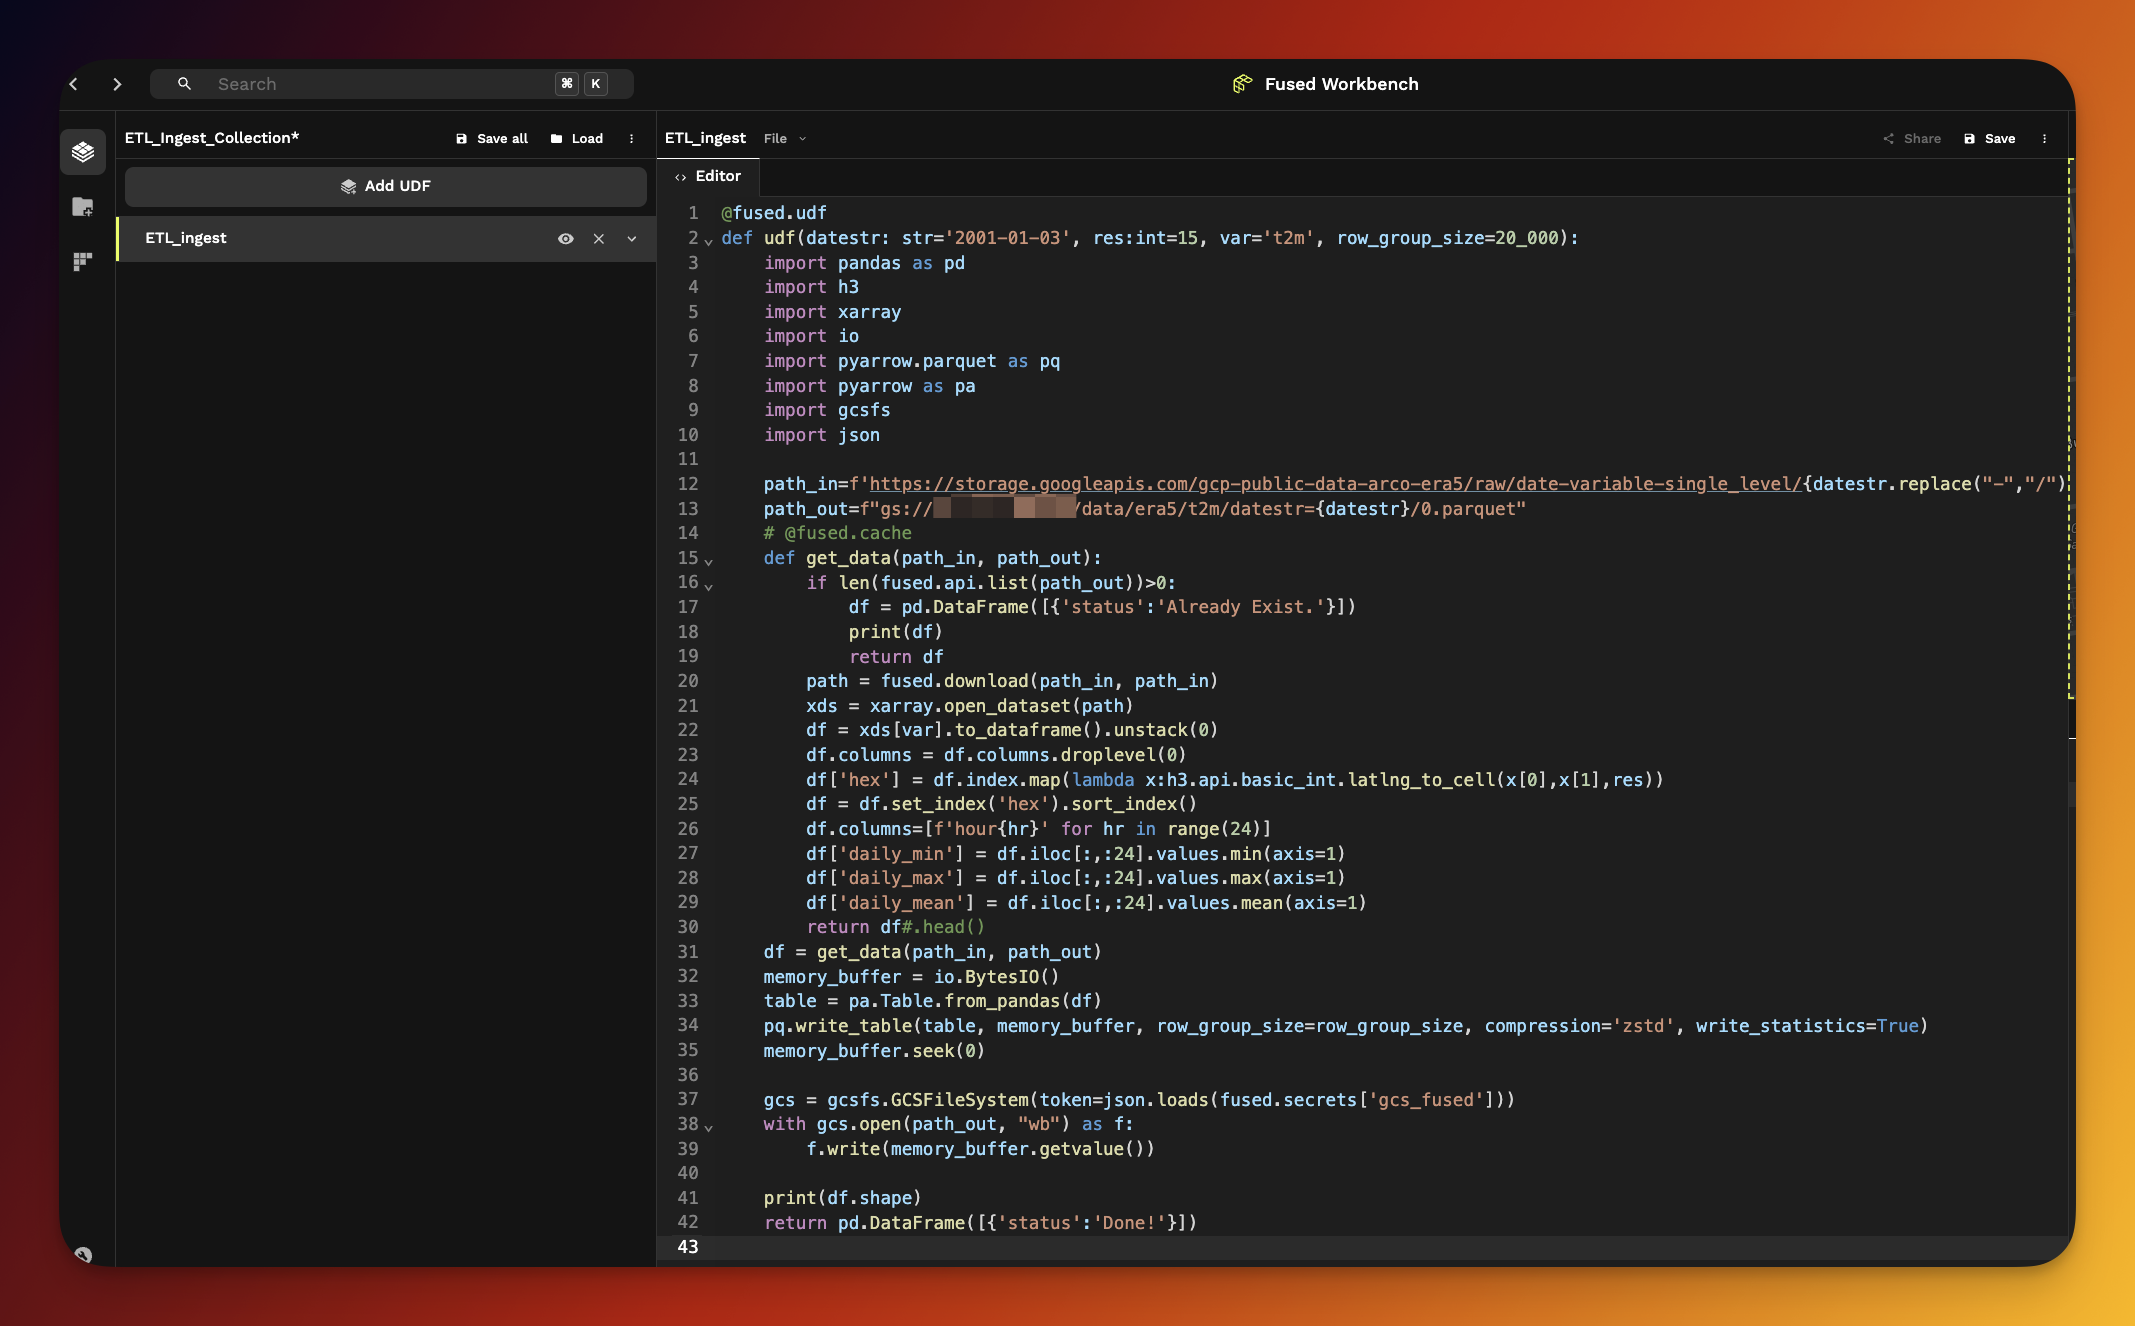 Search ⌘ K
Fused Workbench
ETL_Ingest_Collection* Save all Load
Add UDF
ETL_ingest
ETL_ingest File Share Save
<> Editor
1 @fused.udf
2 def udf(datestr: str='2001-01-03', res:int=15, var='t2m', row_group_size=20_000):
3     import pandas as pd
4     import h3
5     import xarray
6     import io
7     import pyarrow.parquet as pq
8     import pyarrow as pa
9     import gcsfs
10     import json
11
12     path_in=f'https://storage.googleapis.com/gcp-public-data-arco-era5/raw/date-variable-single_level/{datestr.replace("-","/")
13     path_out=f"gs:///data/era5/t2m/datestr={datestr}/0.parquet"
14     # @fused.cache
15     def get_data(path_in, path_out):
16         if len(fused.api.list(path_out))>0:
17             df = pd.DataFrame([{'status':'Already Exist.'}])
18             print(df)
19             return df
20         path = fused.download(path_in, path_in)
21         xds = xarray.open_dataset(path)
22         df = xds[var].to_dataframe().unstack(0)
23         df.columns = df.columns.droplevel(0)
24         df['hex'] = df.index.map(lambda x:h3.api.basic_int.latlng_to_cell(x[0],x[1],res))
25         df = df.set_index('hex').sort_index()
26         df.columns=[f'hour{hr}' for hr in range(24)]
27         df['daily_min'] = df.iloc[:,:24].values.min(axis=1)
28         df['daily_max'] = df.iloc[:,:24].values.max(axis=1)
29         df['daily_mean'] = df.iloc[:,:24].values.mean(axis=1)
30         return df#.head()
31     df = get_data(path_in, path_out)
32     memory_buffer = io.BytesIO()
33     table = pa.Table.from_pandas(df)
34     pq.write_table(table, memory_buffer, row_group_size=row_group_size, compression='zstd', write_statistics=True)
35     memory_buffer.seek(0)
36
37     gcs = gcsfs.GCSFileSystem(token=json.loads(fused.secrets['gcs_fused']))
38     with gcs.open(path_out, "wb") as f:
39         f.write(memory_buffer.getvalue())
40
41     print(df.shape)
42     return pd.DataFrame([{'status':'Done!'}])
43